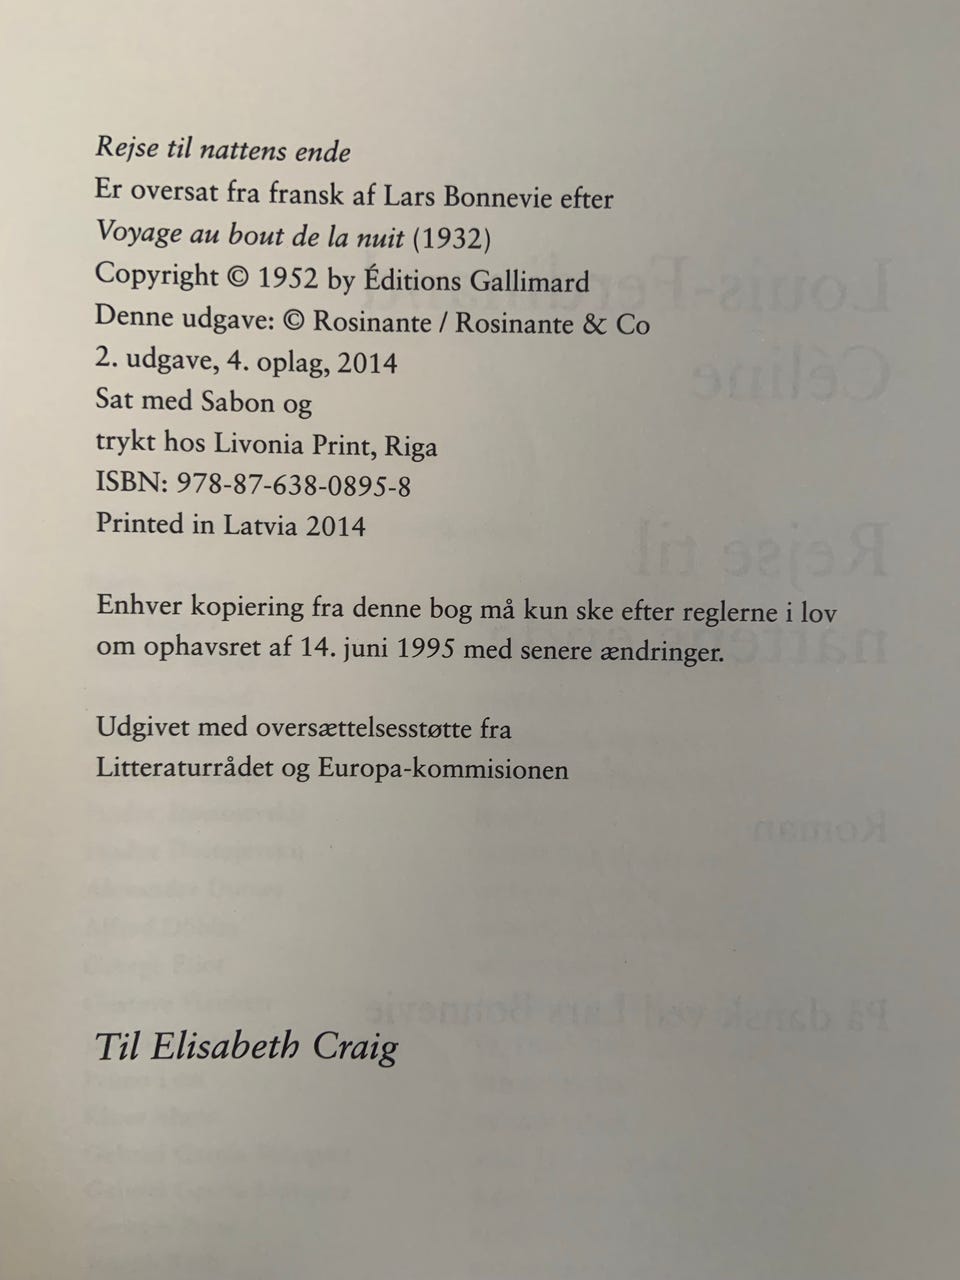 Rejse til nattens ende
Er oversat fra fransk af Lars Bonnevie efter
Voyage au bout de la nuit (1932)
Copyright © 1952 by Éditions Gallimard
Denne udgave: © Rosinante / Rosinante & Co
2. udgave, 4. oplag, 2014
Sat med Sabon og
trykt hos Livonia Print, Riga
ISBN: 978-87-638-0895-8
Printed in Latvia 2014
Enhver kopiering fra denne bog må kun ske efter reglerne i lov
om ophavsret af 14. juni 1995 med senere ændringer.
Udgivet med oversættelsesstøtte fra
Litteraturrådet og Europa-kommisionen
Til Elisabeth Craig